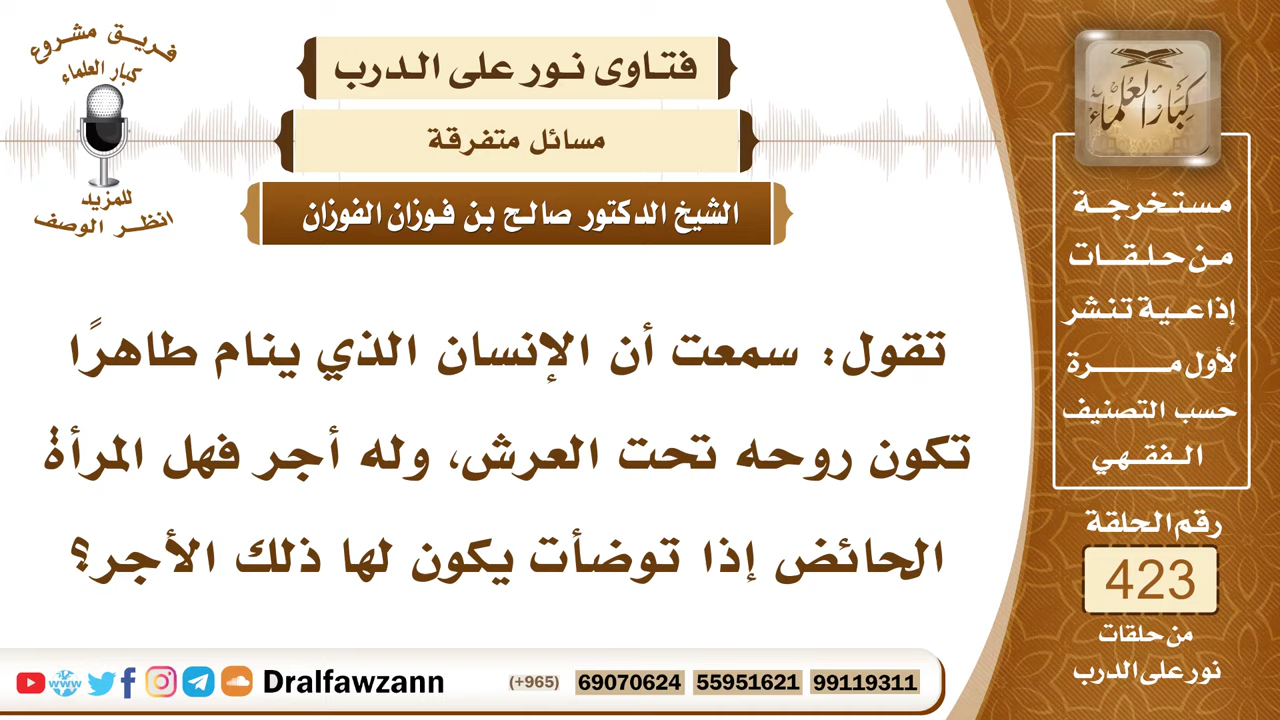 فريق مشروع
كبار العلماء
للمزيد
انظر الوصف
فتاوى نور على الدرب
مسائل متفرقة
الشيخ الدكتور صالح بن فوزان الفوزان
تقول: سمعت أن الإنسان الذي ينام طاهرًا
تكون روحه تحت العرش، وله أجر فهل المرأة
الحائض إذا توضأت يكون لها ذلك الأجر؟
كبار العلماء
مستخرجة
من حلقات
إذاعية تنشر
لأول مرة
حسب التصنيف
الفقهي
رقم الحلقة
423
من حلقات
نور على الدرب
www
Dralfawzann (+965) 69070624 55951621 99119311